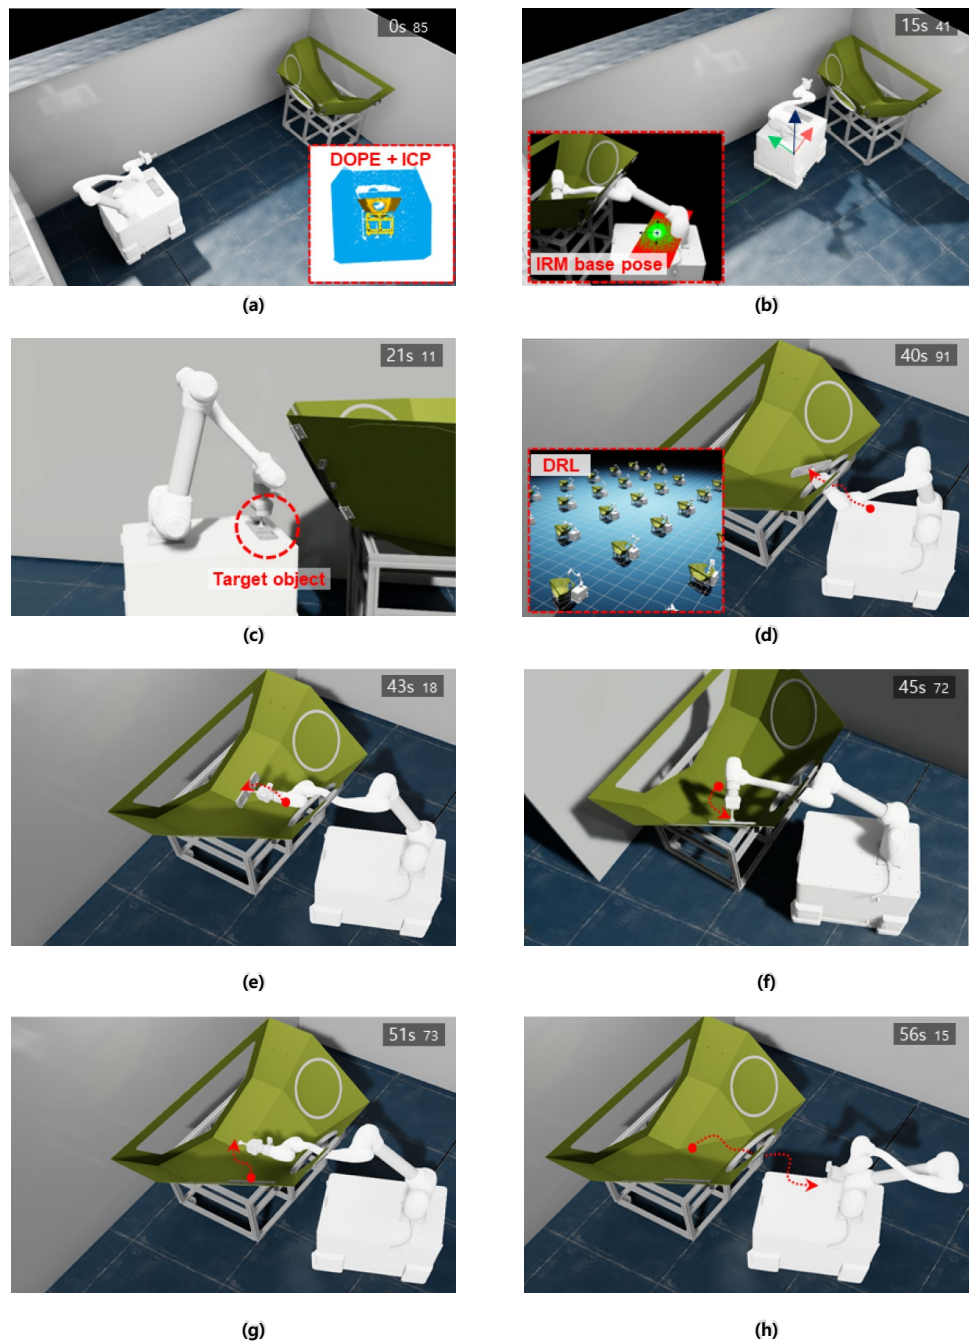 0s 85
DOPE + ICP
(a)
15s 41
IRM base pose
(b)
21s 11
Target object
(c)
40s 91
DRL
(d)
43s 18
(e)
45s 72
(f)
51s 73
(g)
56s 15
(h)